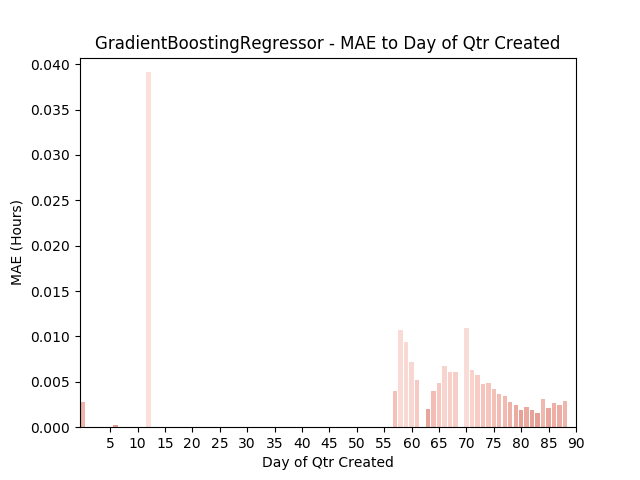 GradientBoostingRegressor - MAE to Day of Qtr Created
0.040
0.035
0.030
0.025
0.020
0.015
0.010
0.005
0.000
MAE (Hours)
5 10 15 20 25 30 35 40 45 50 55 60 65 70 75 80 85 90
Day of Qtr Created